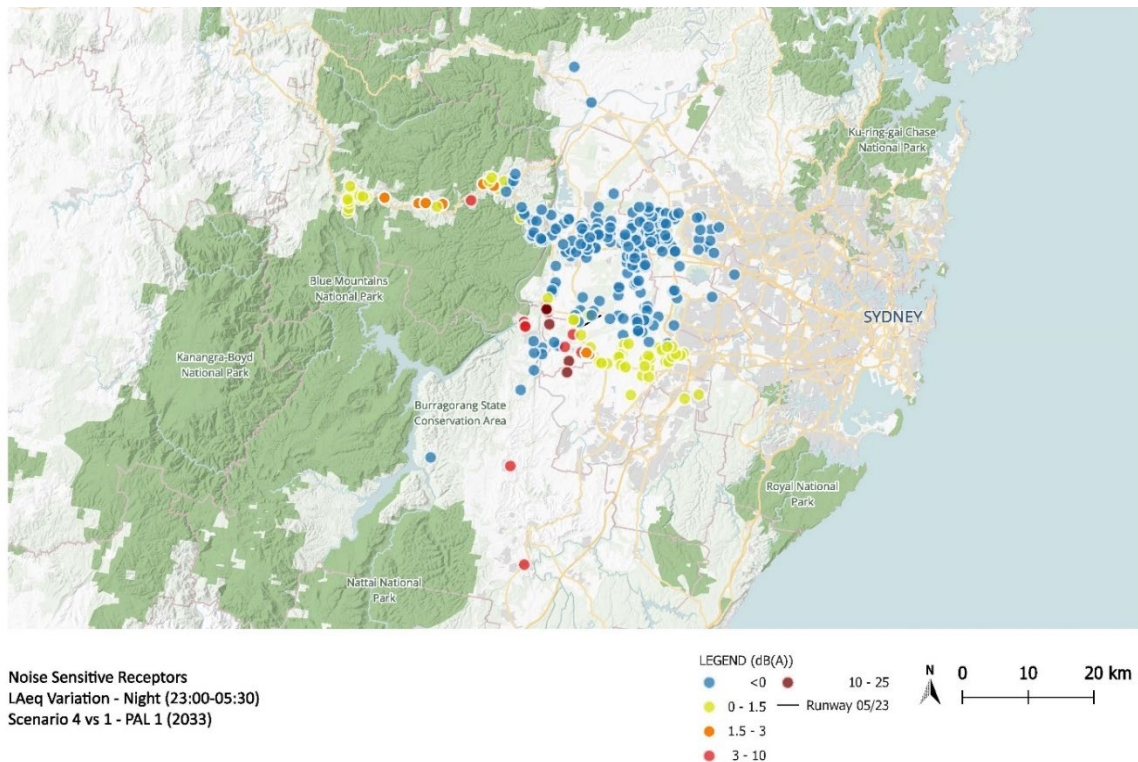 Ku-ring-gai Chase
National Park
Blue Mountains
National Park
SYDNEY
Kanangra-Boyd
National Park
Burragorang State
Conservation Area
Royal National
Park
Nattai National
Park
Noise Sensitive Receptors
LAeq Variation - Night (23:00-05:30)
Scenario 4 vs 1 - PAL 1 (2033)
LEGEND (dB(A))
<0
10 - 25
0 - 1.5
Runway 05/23
1.5 - 3
3 - 10
N
0 10 20 km